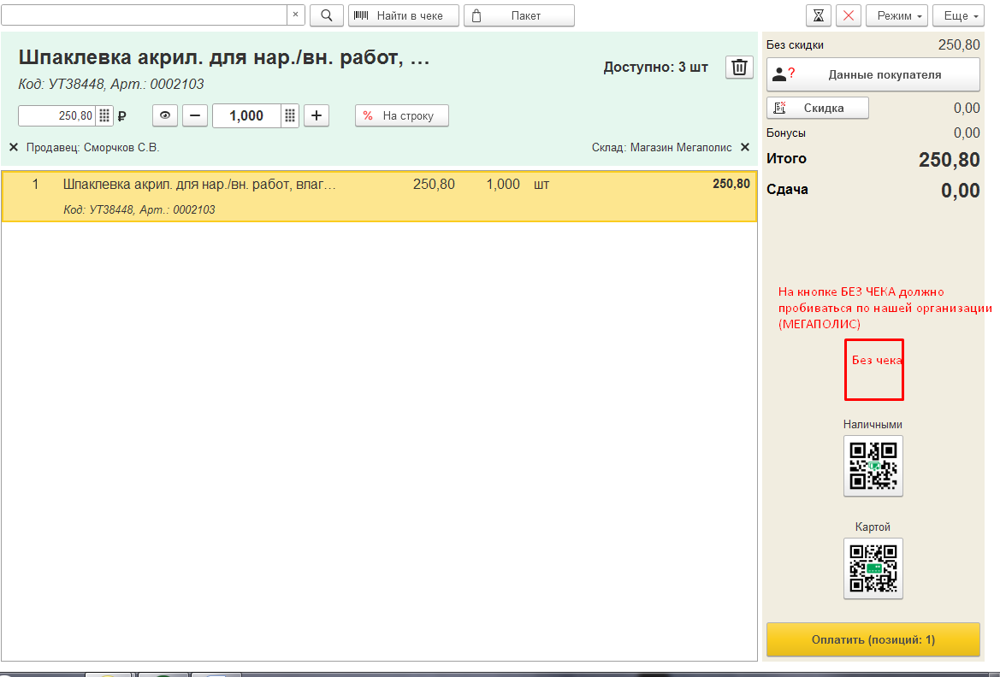 × Найти в чеке Пакет Режим Еще
Шпаклевка акрил. для нар./вн. работ, …
Доступно: 3 шт
Код: УТ38448, Арт.: 0002103
250,80 ₽ − 1,000 + % На строку
× Продавец: Сморчков С.В.
Склад: Магазин Мегаполис ×
1 Шпаклевка акрил. для нар./вн. работ, влаг… 250,80 1,000 шт 250,80
Код: УТ38448, Арт.: 0002103
Без скидки 250,80
? Данные покупателя
Скидка 0,00
Бонусы 0,00
Итого 250,80
Сдача 0,00
На кнопке БЕЗ ЧЕКА должно
пробиваться по нашей организации
(МЕГАПОЛИС)
Без чека
Наличными
Картой
Оплатить (позиций: 1)